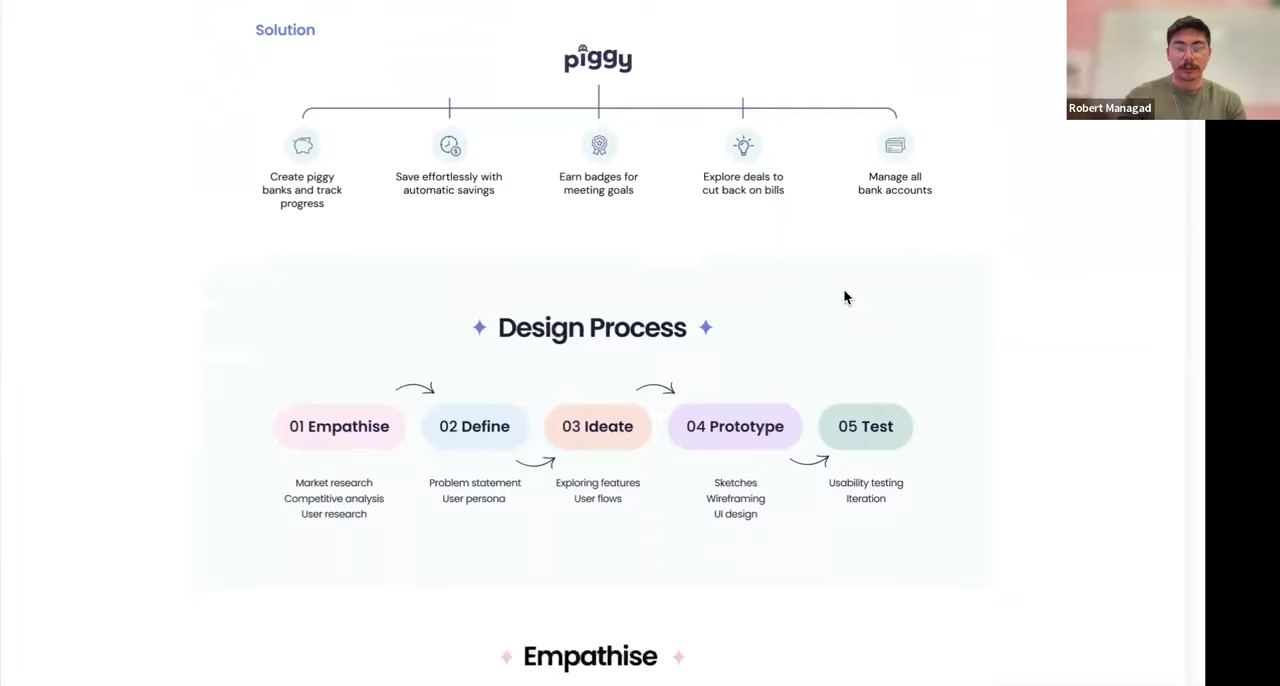 Solution
piggy
Create piggy
banks and track
progress
Save effortlessly with
automatic savings
Earn badges for
meeting goals
Explore deals to
cut back on bills
Manage all
bank accounts
Robert Managad
Design Process
01 Empathise
02 Define
03 Ideate
04 Prototype
05 Test
Market research
Competitive analysis
User research
Problem statement
User persona
Exploring features
User flows
Sketches
Wireframing
UI design
Usability testing
Iteration
Empathise